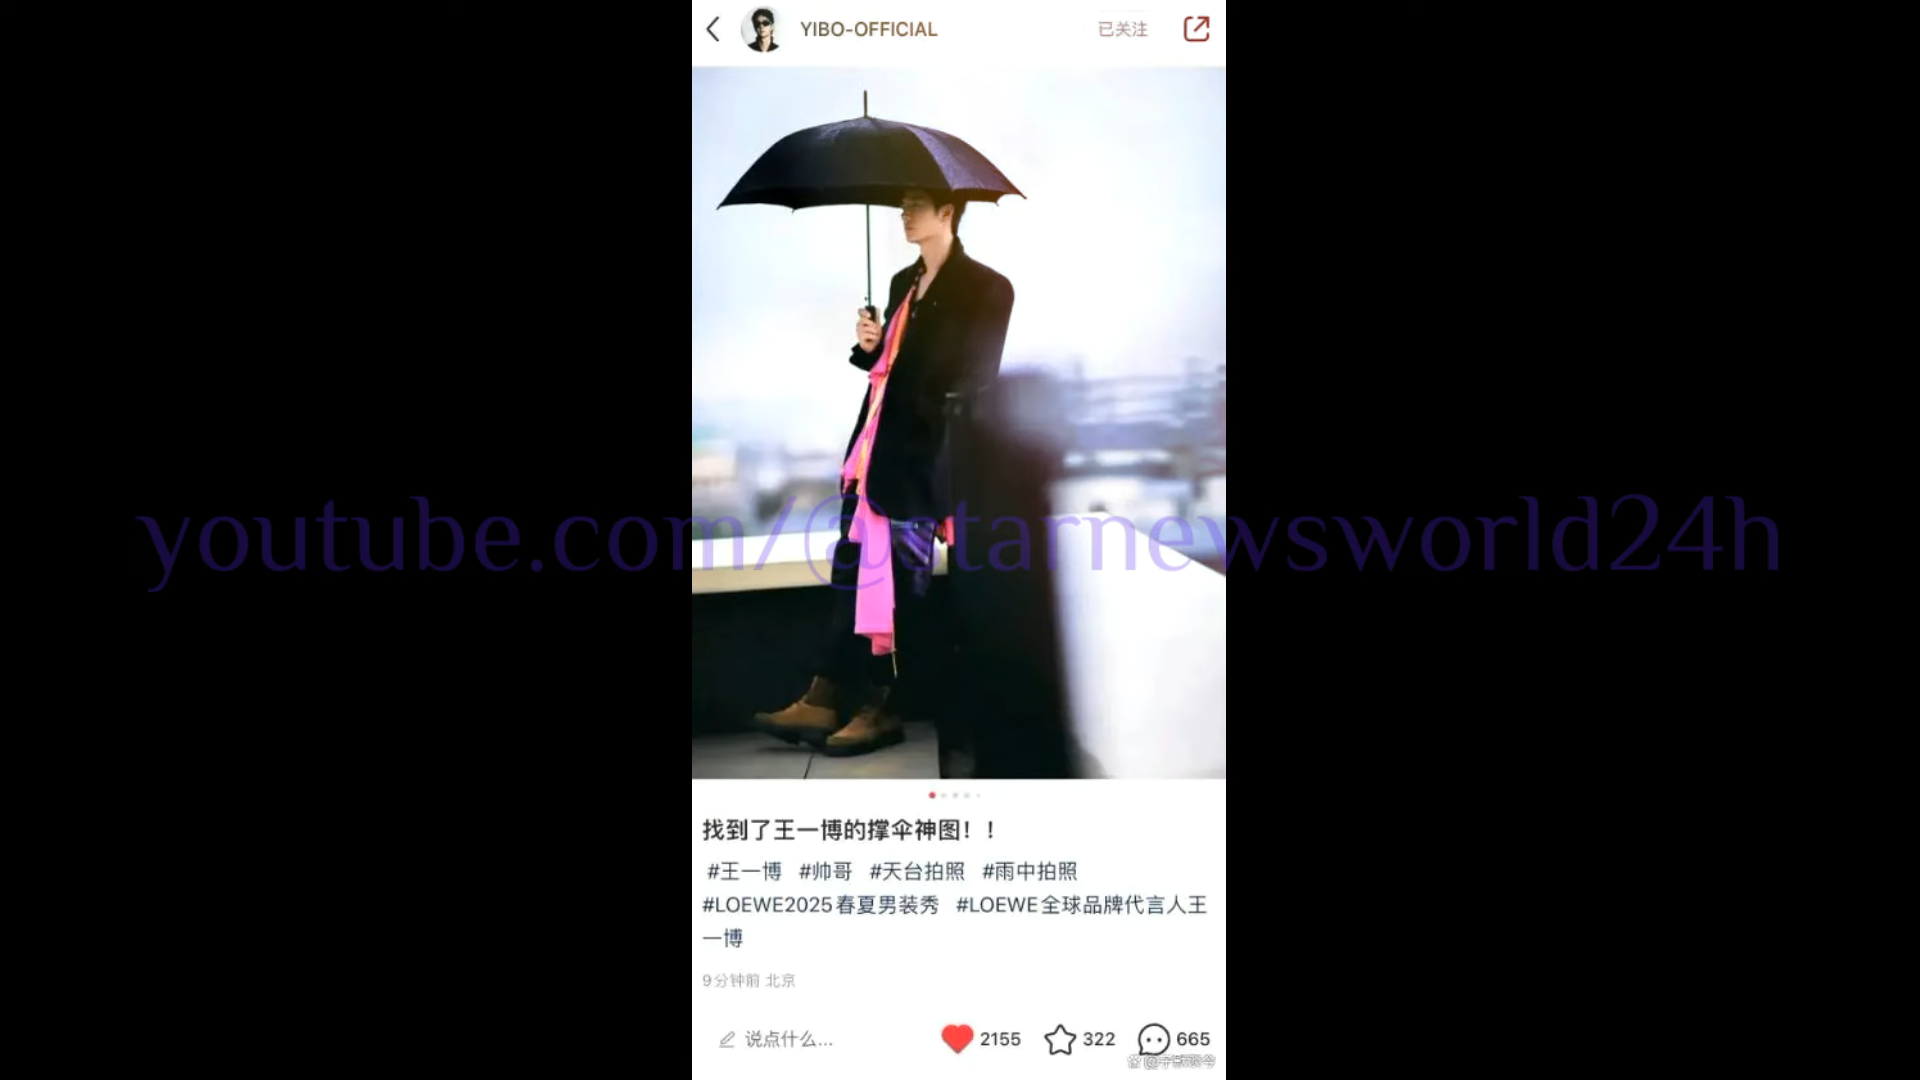 YIBO-OFFICIAL
已关注
youtube.com/@starnewsworld24h
找到了王一博的撑伞神图！！
#王一博 #帅哥 #天台拍照 #雨中拍照
#LOEWE2025春夏男装秀 #LOEWE全球品牌代言人王
一博
9分钟前 北京
说点什么... 2155 322 665